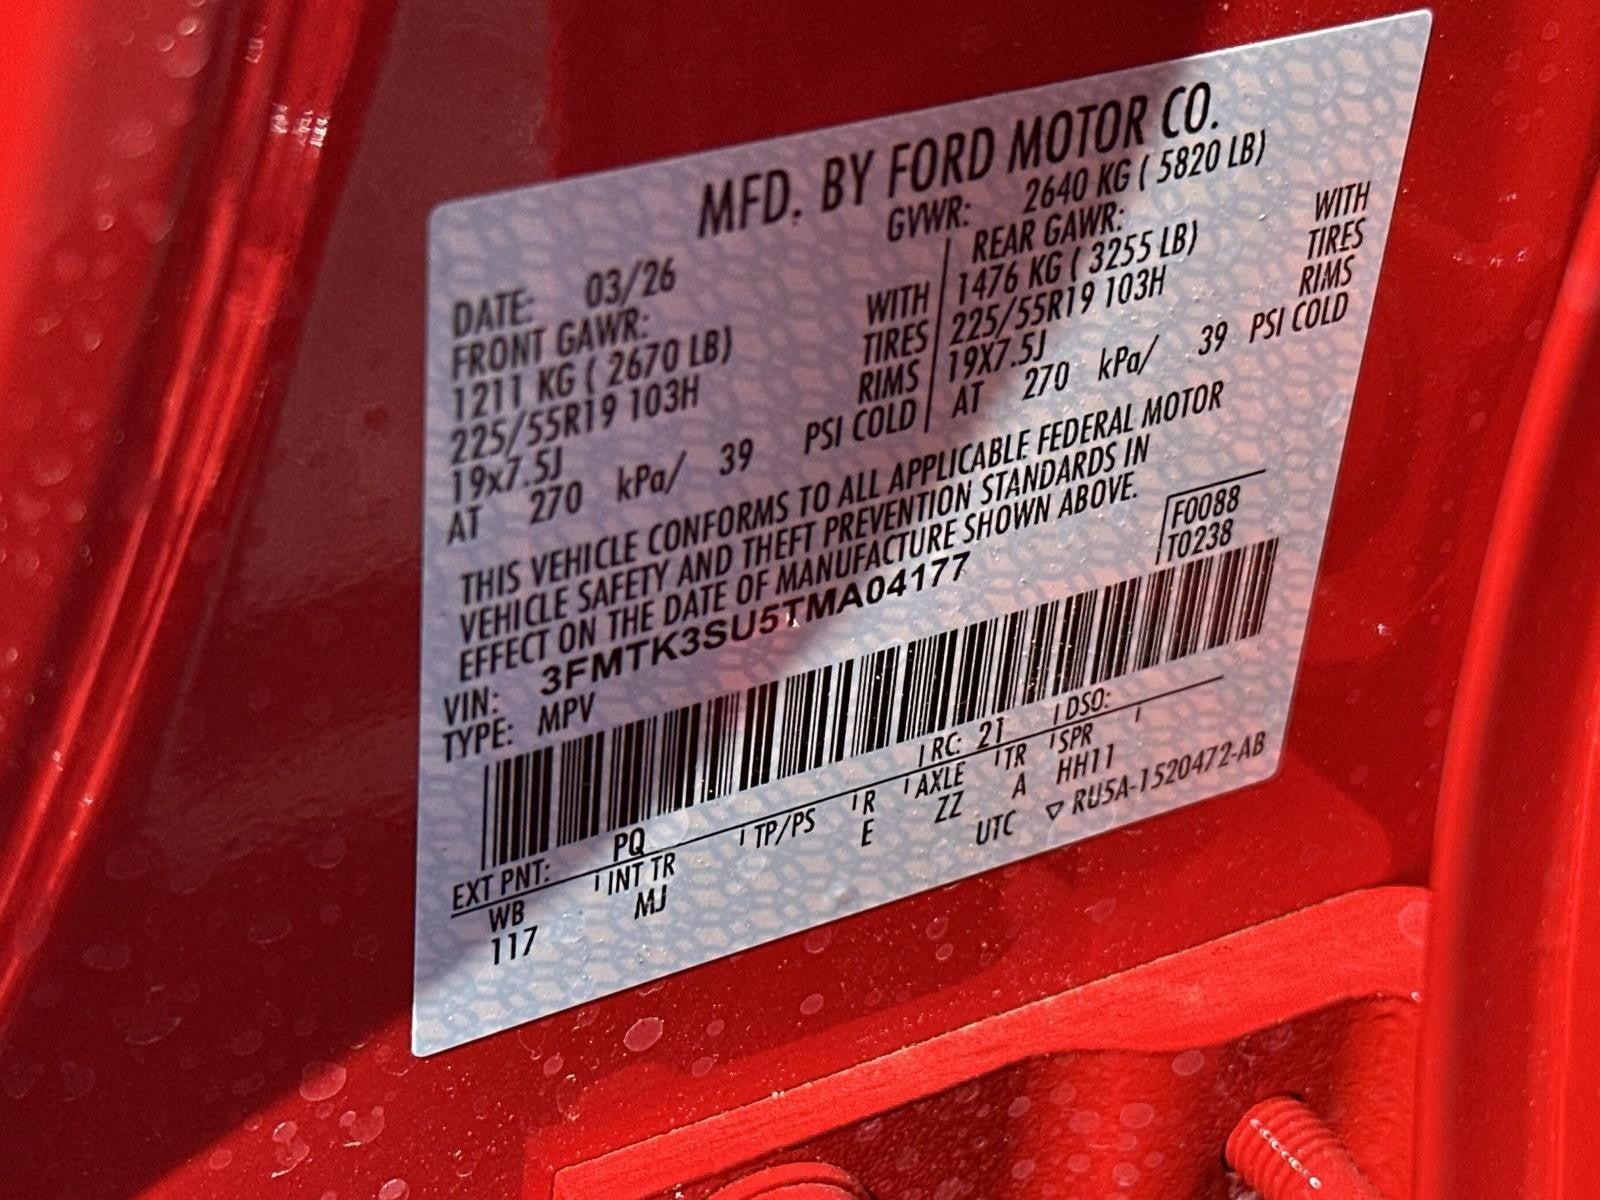 MFD. BY FORD MOTOR CO.
GVWR: 2640 KG ( 5820 LB)
DATE: 03/26
FRONT GAWR:
1211 KG ( 2670 LB) WITH
225/55R19 103H TIRES
19x7.5J RIMS
AT 270 kPa/ 39 PSI COLD
REAR GAWR:
1476 KG ( 3255 LB) WITH
225/55R19 103H TIRES
19X7.5J RIMS
AT 270 kPa/ 39 PSI COLD
THIS VEHICLE CONFORMS TO ALL APPLICABLE FEDERAL MOTOR
VEHICLE SAFETY AND THEFT PREVENTION STANDARDS IN
EFFECT ON THE DATE OF MANUFACTURE SHOWN ABOVE.
F0088
T0238
VIN: 3FMTK3SU5TMA04177
TYPE: MPV
EXT PNT: PQ RC: 21 DSO:
WB INT TR TP/PS R AXLE TR SPR
117 MJ E ZZ A HH11
UTC ▽ RU5A-1520472-AB